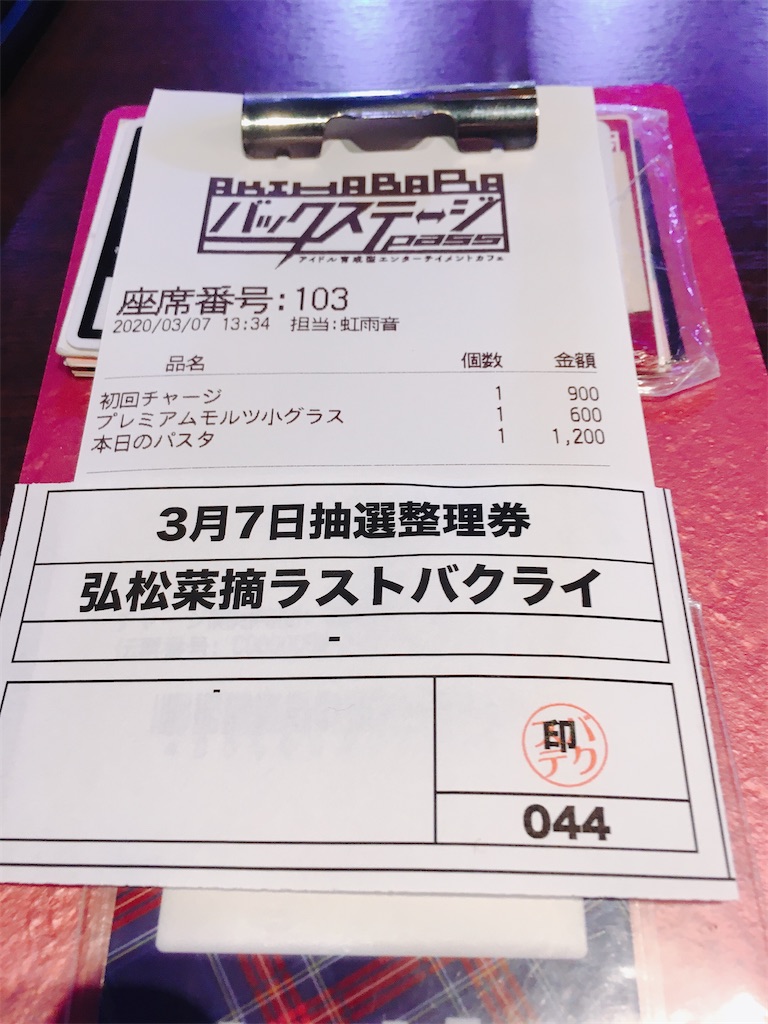 AKIHABARA
バックステージ
pass
アイドル育成型エンターテイメントカフェ
座席番号:103
2020/03/07 13:34 担当:虹雨音
品名 個数 金額
初回チャージ 1 900
プレミアムモルツ小グラス 1 600
本日のパスタ 1 1,200
3月7日抽選整理券
弘松菜摘ラストバクライ
-
-
印
バクステ
044